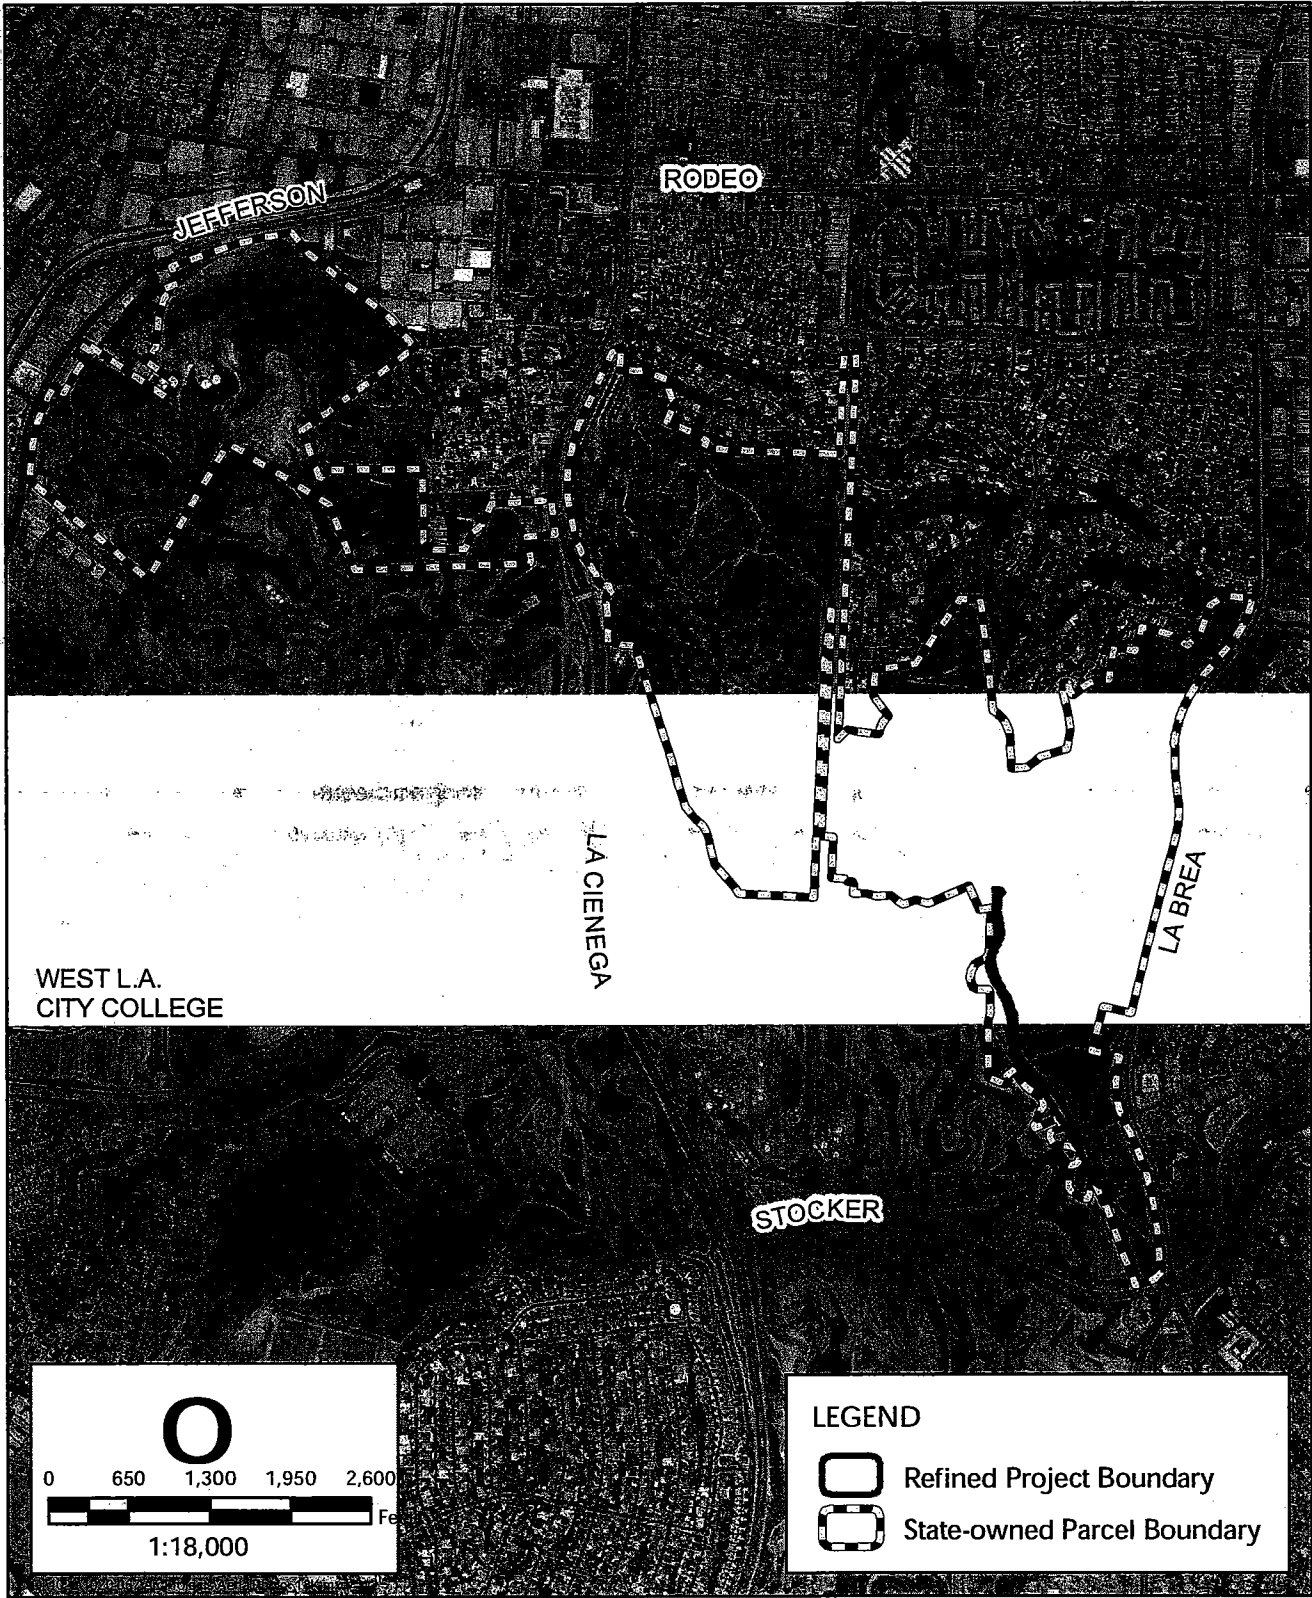 JEFFERSON
RODEO
LA CIENEGA
LA BREA
WEST L.A.
CITY COLLEGE
STOCKER
O
0 650 1,300 1,950 2,600
Fe
1:18,000
LEGEND
Refined Project Boundary
State-owned Parcel Boundary